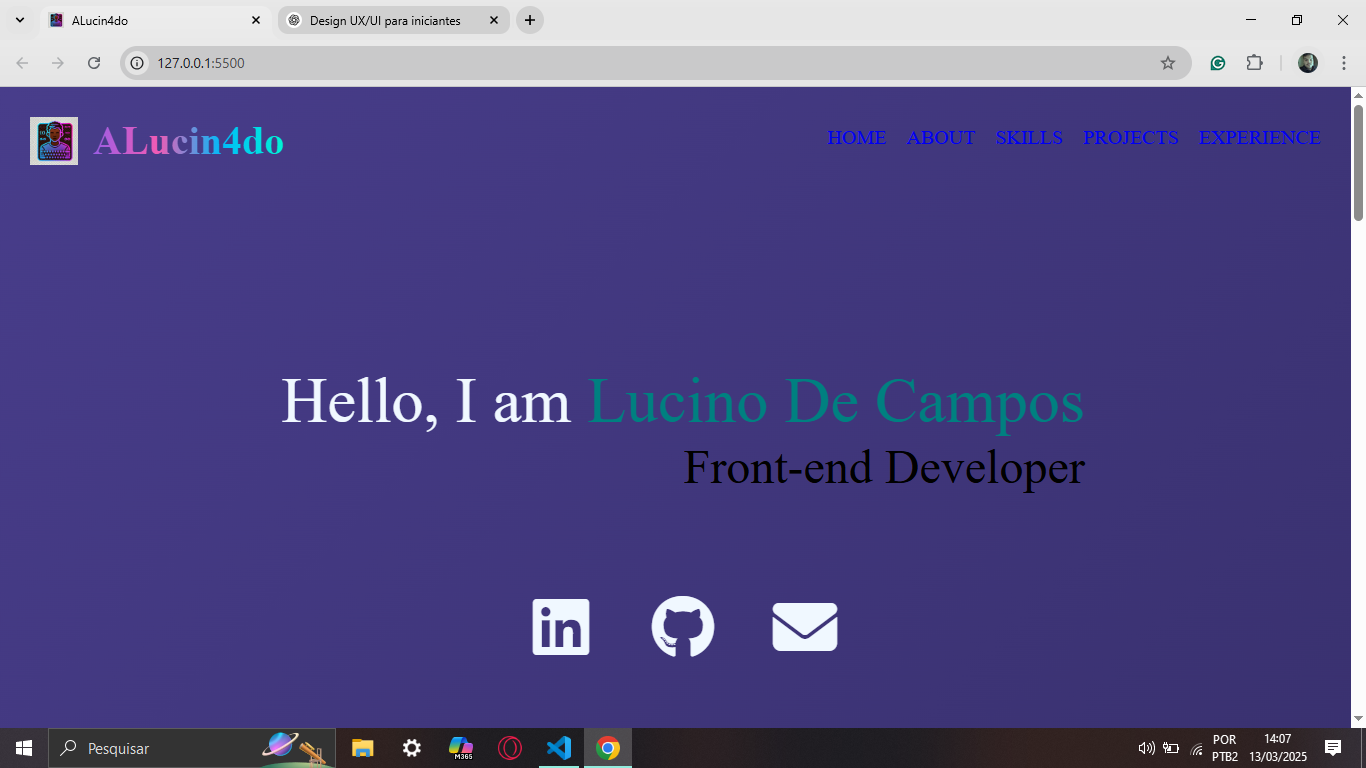 ALucin4do
Design UX/UI para iniciantes
127.0.0.1:5500
ALucin4do
HOME ABOUT SKILLS PROJECTS EXPERIENCE
Hello, I am Lucino De Campos
Front-end Developer
in
Pesquisar
M365
POR
PTB2
14:07
13/03/2025